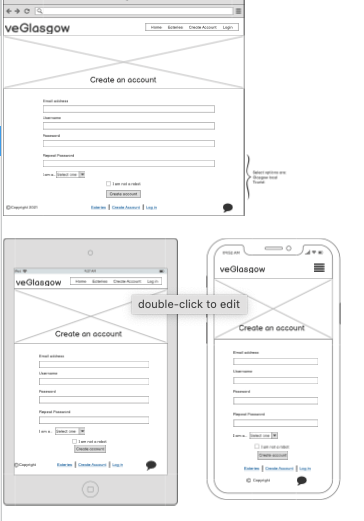 veGlasgow
Home Eateries Create Account Login
Create an account
Email address
Username
Password
Repeat Password
I am a.. Select one
I am not a robot
Create account
Select options are
Glasgow local
Tourist
©Copyright 2021
Eateries Create Account Log in
veGlasgow
Home Eateries Create Account Log in
double-click to edit
Create an account
Email address
Username
Password
Repeat Password
I am a.. Select one
I am not a robot
Create account
©Copyright
Eateries Create Account Log in
veGlasgow
Create an account
Email address
Username
Password
Repeat Password
I am a.. Select one
I am not a robot
Create account
Eateries Create Account Log in
© Copyright